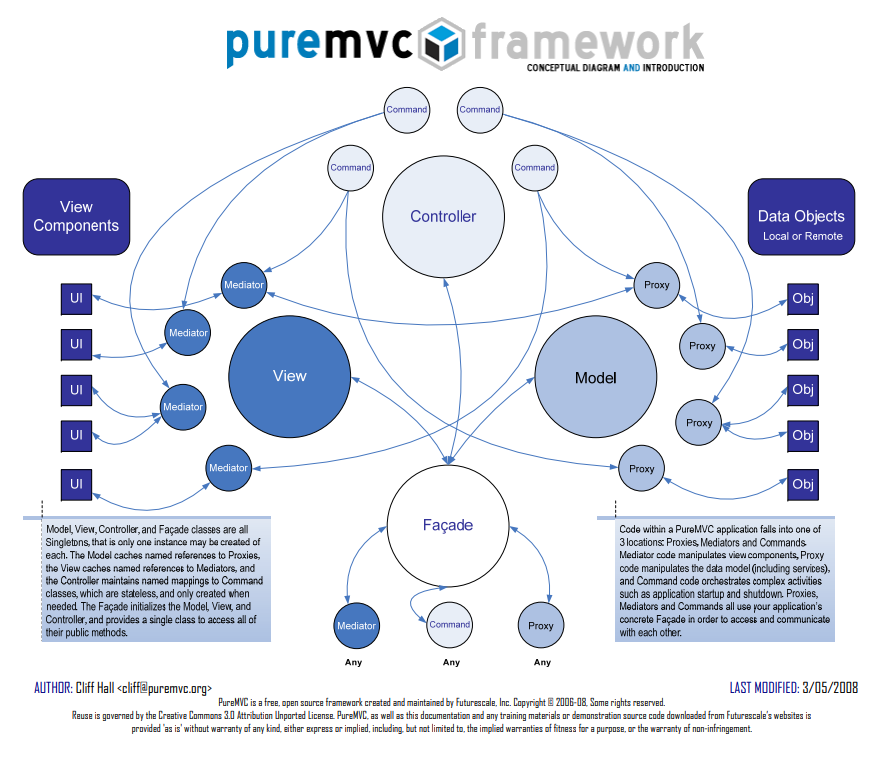 puremvc framework
CONCEPTUAL DIAGRAM AND INTRODUCTION
Command
Command
Command
Command
View
Components
Controller
Data Objects
Local or Remote
Mediator
Proxy
UI
Obj
Mediator
Proxy
UI
Obj
View
Model
UI
Obj
Mediator
Proxy
UI
Obj
Mediator
Proxy
UI
Obj
Façade
Model, View, Controller, and Façade classes are all
Singletons, that is only one instance may be created of
each. The Model caches named references to Proxies,
the View caches named references to Mediators, and
the Controller maintains named mappings to Command
classes, which are stateless, and only created when
needed. The Façade initializes the Model, View, and
Controller, and provides a single class to access all of
their public methods.
Code within a PureMVC application falls into one of
3 locations: Proxies, Mediators and Commands.
Mediator code manipulates view components, Proxy
code manipulates the data model (including services),
and Command code orchestrates complex activities
such as application startup and shutdown. Proxies,
Mediators and Commands all use your application's
concrete Façade in order to access and communicate
with each other.
Mediator
Command
Proxy
Any
Any
Any
AUTHOR: Cliff Hall <cliff@puremvc.org>
LAST MODIFIED: 3/05/2008
PureMVC is a free, open source framework created and maintained by Futurescale, Inc. Copyright © 2006-08, Some rights reserved.
Reuse is governed by the Creative Commons 3.0 Attribution Unported License. PureMVC, as well as this documentation and any training materials or demonstration source code downloaded from Futurescale's websites is
provided 'as is' without warranty of any kind, either express or implied, including, but not limited to, the implied warranties of fitness for a purpose, or the warranty of non-infringement.